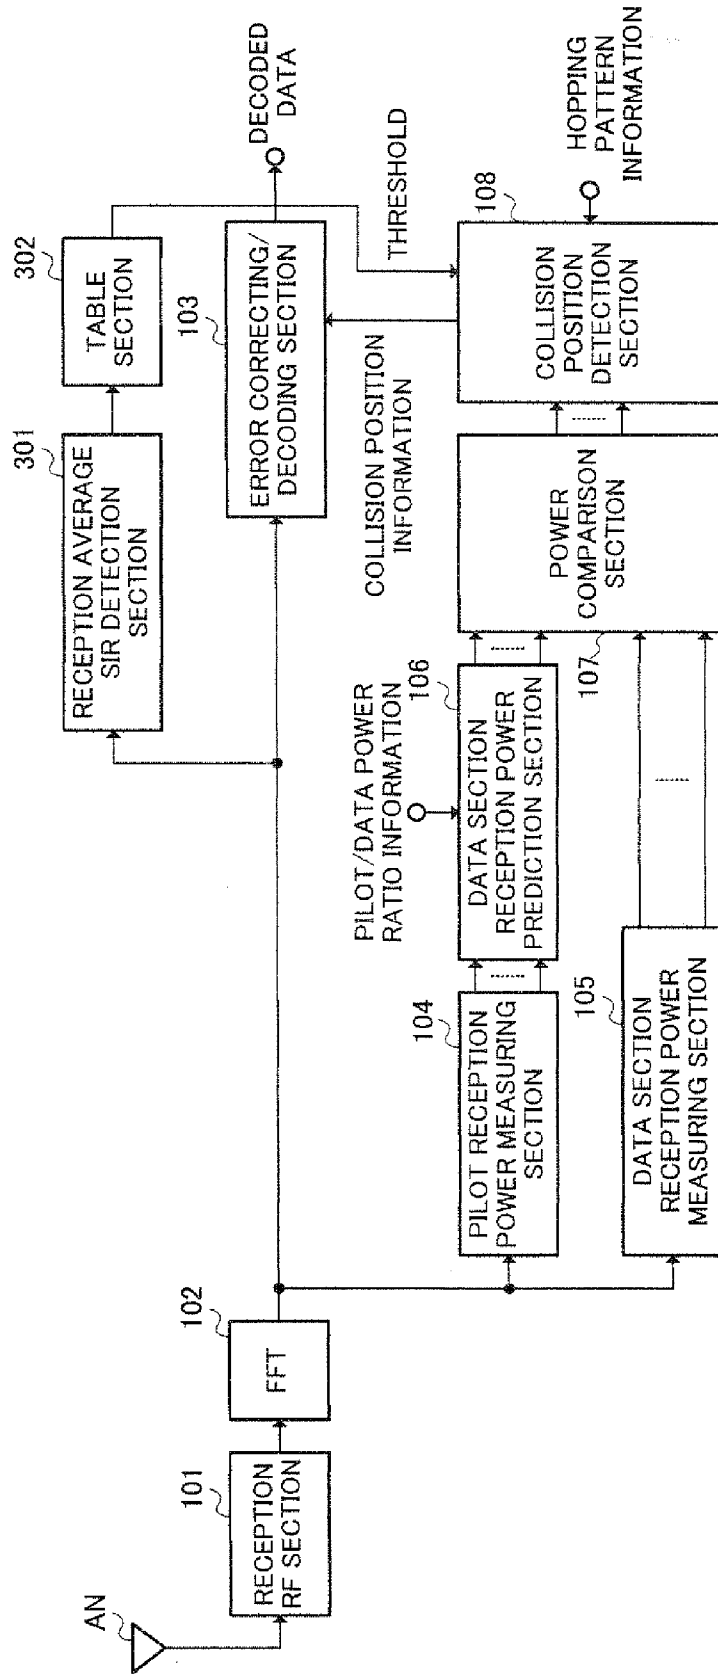 AN
101
RECEPTION
RF SECTION
102
FFT
301
RECEPTION AVERAGE
SIR DETECTION
SECTION
302
TABLE
SECTION
103
ERROR CORRECTING/
DECODING SECTION
DECODED
DATA
THRESHOLD
COLLISION POSITION
INFORMATION
PILOT/DATA POWER
RATIO INFORMATION
104
PILOT RECEPTION
POWER MEASURING
SECTION
106
DATA SECTION
RECEPTION POWER
PREDICTION SECTION
105
DATA SECTION
RECEPTION POWER
MEASURING SECTION
107
POWER
COMPARISON
SECTION
108
COLLISION
POSITION
DETECTION
SECTION
HOPPING
PATTERN
INFORMATION